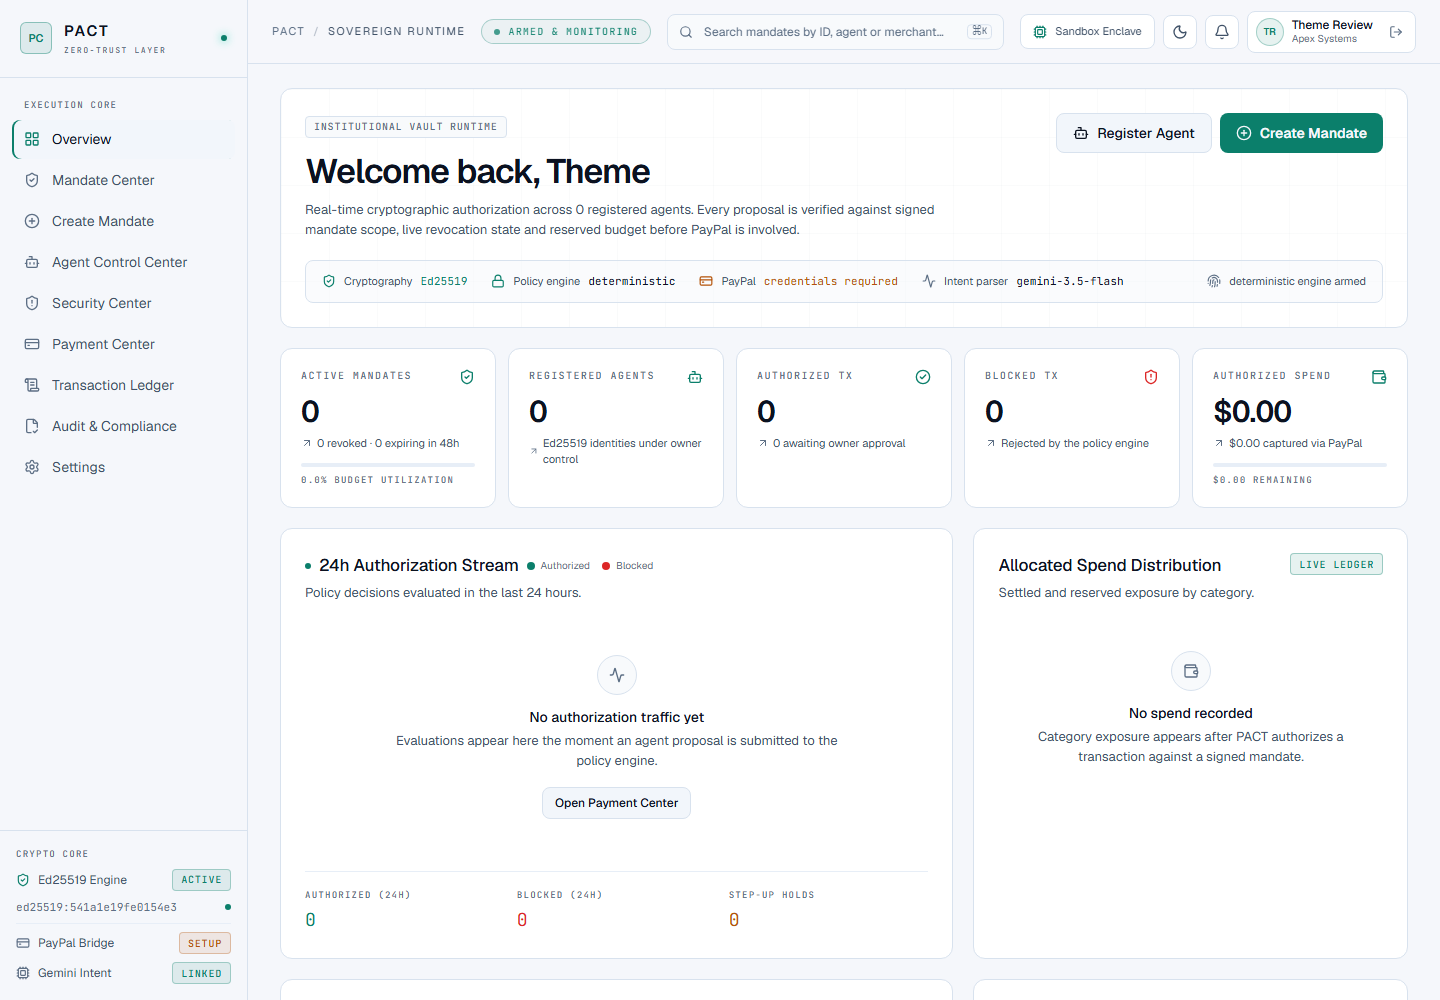 PC
PACT
ZERO-TRUST LAYER
EXECUTION CORE
Overview
Mandate Center
Create Mandate
Agent Control Center
Security Center
Payment Center
Transaction Ledger
Audit & Compliance
Settings
CRYPTO CORE
Ed25519 Engine ACTIVE
ed25519:541a1e19fe0154e3
PayPal Bridge SETUP
Gemini Intent LINKED
PACT / SOVEREIGN RUNTIME
ARMED & MONITORING
Search mandates by ID, agent or merchant... ⌘K
Sandbox Enclave
TR
Theme Review
Apex Systems
INSTITUTIONAL VAULT RUNTIME
Register Agent
Create Mandate
Welcome back, Theme
Real-time cryptographic authorization across 0 registered agents. Every proposal is verified against signed
mandate scope, live revocation state and reserved budget before PayPal is involved.
Cryptography Ed25519 Policy engine deterministic PayPal credentials required Intent parser gemini-3.5-flash deterministic engine armed
ACTIVE MANDATES
0
0 revoked · 0 expiring in 48h
0.0% BUDGET UTILIZATION
REGISTERED AGENTS
0
Ed25519 identities under owner
control
AUTHORIZED TX
0
0 awaiting owner approval
BLOCKED TX
0
Rejected by the policy engine
AUTHORIZED SPEND
$0.00
$0.00 captured via PayPal
$0.00 REMAINING
24h Authorization Stream Authorized Blocked
Policy decisions evaluated in the last 24 hours.
No authorization traffic yet
Evaluations appear here the moment an agent proposal is submitted to the
policy engine.
Open Payment Center
AUTHORIZED (24H)
0
BLOCKED (24H)
0
STEP-UP HOLDS
0
Allocated Spend Distribution LIVE LEDGER
Settled and reserved exposure by category.
No spend recorded
Category exposure appears after PACT authorizes a
transaction against a signed mandate.